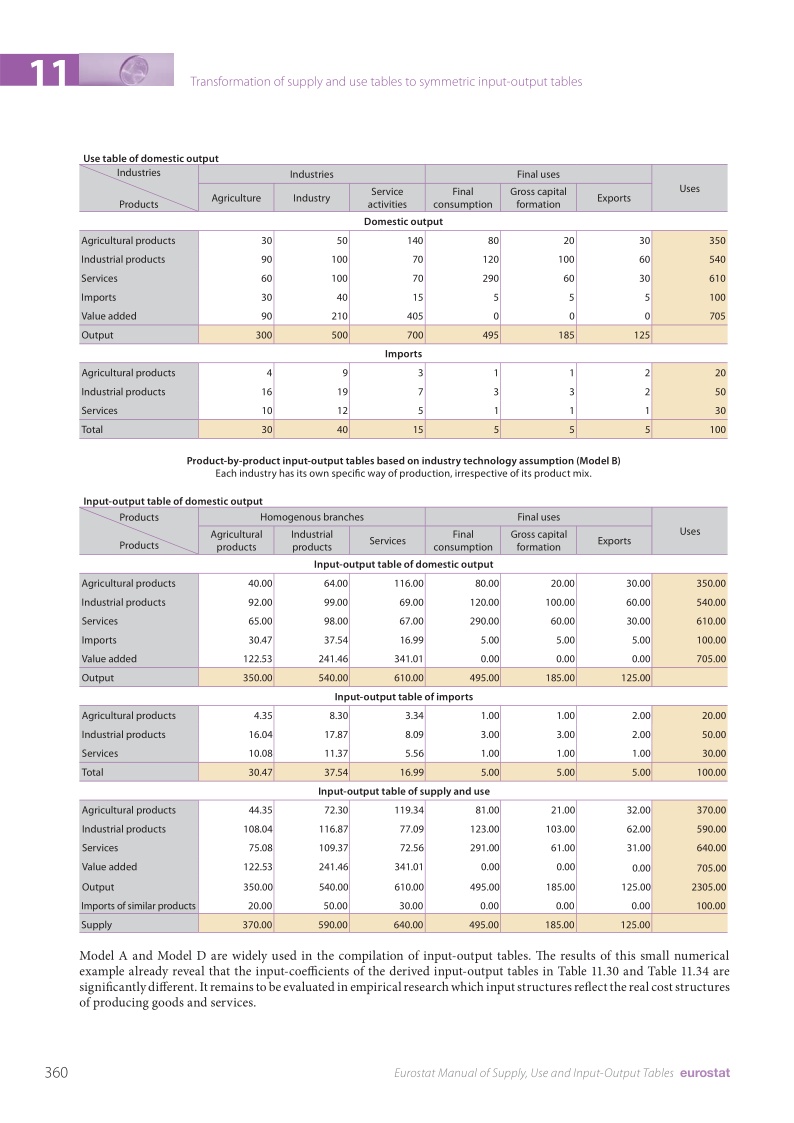 11
Transformation of supply and use tables to symmetric input-output tables
Use table of domestic output
Industries Industries Final uses Uses
Products Agriculture Industry Service activities Final consumption Gross capital formation Exports
Domestic output
Agricultural products 30 50 140 80 20 30 350
Industrial products 90 100 70 120 100 60 540
Services 60 100 70 290 60 30 610
Imports 30 40 15 5 5 5 100
Value added 90 210 405 0 0 0 705
Output 300 500 700 495 185 125
Imports
Agricultural products 4 9 3 1 1 2 20
Industrial products 16 19 7 3 3 2 50
Services 10 12 5 1 1 1 30
Total 30 40 15 5 5 5 100
Product-by-product input-output tables based on industry technology assumption (Model B)
Each industry has its own specific way of production, irrespective of its product mix.
Input-output table of domestic output
Products Homogenous branches Final uses Uses
Products Agricultural products Industrial products Services Final consumption Gross capital formation Exports
Input-output table of domestic output
Agricultural products 40.00 64.00 116.00 80.00 20.00 30.00 350.00
Industrial products 92.00 99.00 69.00 120.00 100.00 60.00 540.00
Services 65.00 98.00 67.00 290.00 60.00 30.00 610.00
Imports 30.47 37.54 16.99 5.00 5.00 5.00 100.00
Value added 122.53 241.46 341.01 0.00 0.00 0.00 705.00
Output 350.00 540.00 610.00 495.00 185.00 125.00
Input-output table of imports
Agricultural products 4.35 8.30 3.34 1.00 1.00 2.00 20.00
Industrial products 16.04 17.87 8.09 3.00 3.00 2.00 50.00
Services 10.08 11.37 5.56 1.00 1.00 1.00 30.00
Total 30.47 37.54 16.99 5.00 5.00 5.00 100.00
Input-output table of supply and use
Agricultural products 44.35 72.30 119.34 81.00 21.00 32.00 370.00
Industrial products 108.04 116.87 77.09 123.00 103.00 62.00 590.00
Services 75.08 109.37 72.56 291.00 61.00 31.00 640.00
Value added 122.53 241.46 341.01 0.00 0.00 0.00 705.00
Output 350.00 540.00 610.00 495.00 185.00 125.00 2305.00
Imports of similar products 20.00 50.00 30.00 0.00 0.00 0.00 100.00
Supply 370.00 590.00 640.00 495.00 185.00 125.00
Model A and Model D are widely used in the compilation of input-output tables. The results of this small numerical
example already reveal that the input-coefficients of the derived input-output tables in Table 11.30 and Table 11.34 are
significantly different. It remains to be evaluated in empirical research which input structures reflect the real cost structures
of producing goods and services.
360
Eurostat Manual of Supply, Use and Input-Output Tables eurostat